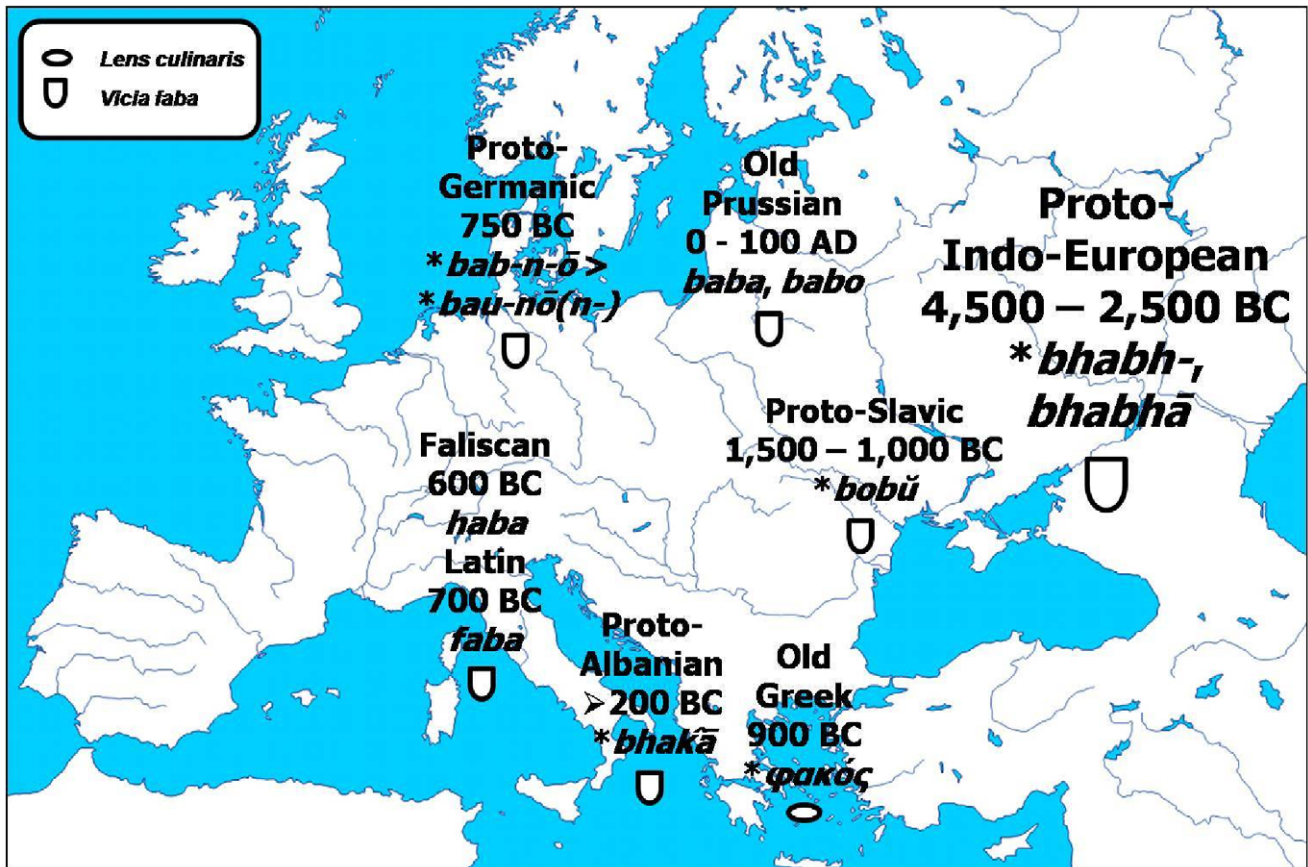 Lens culinaris
Vicia faba
Proto-
Germanic
750 BC
*bab-n-ō >
*bau-nō(n-)
Old
Prussian
0 - 100 AD
baba, babo
Proto-
Indo-European
4,500 – 2,500 BC
*bhabh-,
bhabhā
Proto-Slavic
1,500 – 1,000 BC
*bobŭ
Faliscan
600 BC
haba
Latin
700 BC
faba
Proto-
Albanian
➢200 BC
*bhak̂ā
Old
Greek
900 BC
*φακός